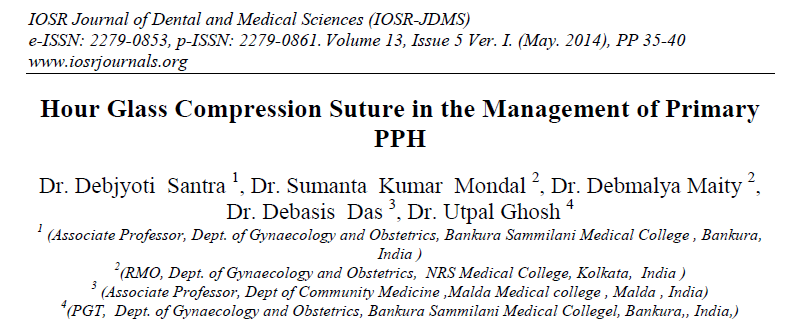 IOSR Journal of Dental and Medical Sciences (IOSR-JDMS)
e-ISSN: 2279-0853, p-ISSN: 2279-0861. Volume 13, Issue 5 Ver. I. (May. 2014), PP 35-40
www.iosrjournals.org
Hour Glass Compression Suture in the Management of Primary
PPH
Dr. Debjyoti Santra 1, Dr. Sumanta Kumar Mondal 2, Dr. Debmalya Maity 2,
Dr. Debasis Das 3, Dr. Utpal Ghosh 4
1 (Associate Professor, Dept. of Gynaecology and Obstetrics, Bankura Sammilani Medical College , Bankura,
India )
2(RMO, Dept. of Gynaecology and Obstetrics, NRS Medical College, Kolkata, India )
3 (Associate Professor, Dept of Community Medicine ,Malda Medical college , Malda , India)
4(PGT, Dept. of Gynaecology and Obstetrics, Bankura Sammilani Medical Collegel, Bankura,, India,)